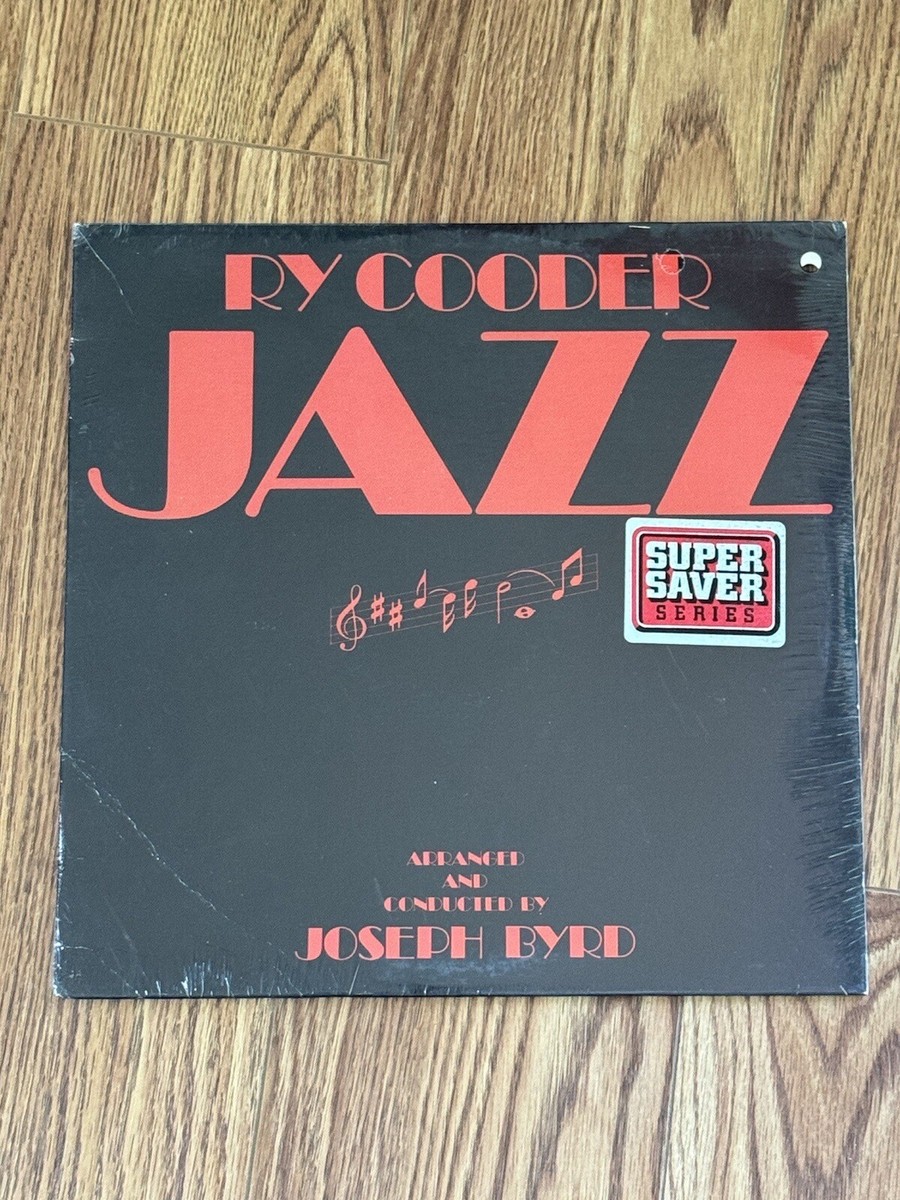 RY COODER
JAZZ
SUPER
SAVER
SERIES
ARRANGED
AND
CONDUCTED BY
JOSEPH BYRD